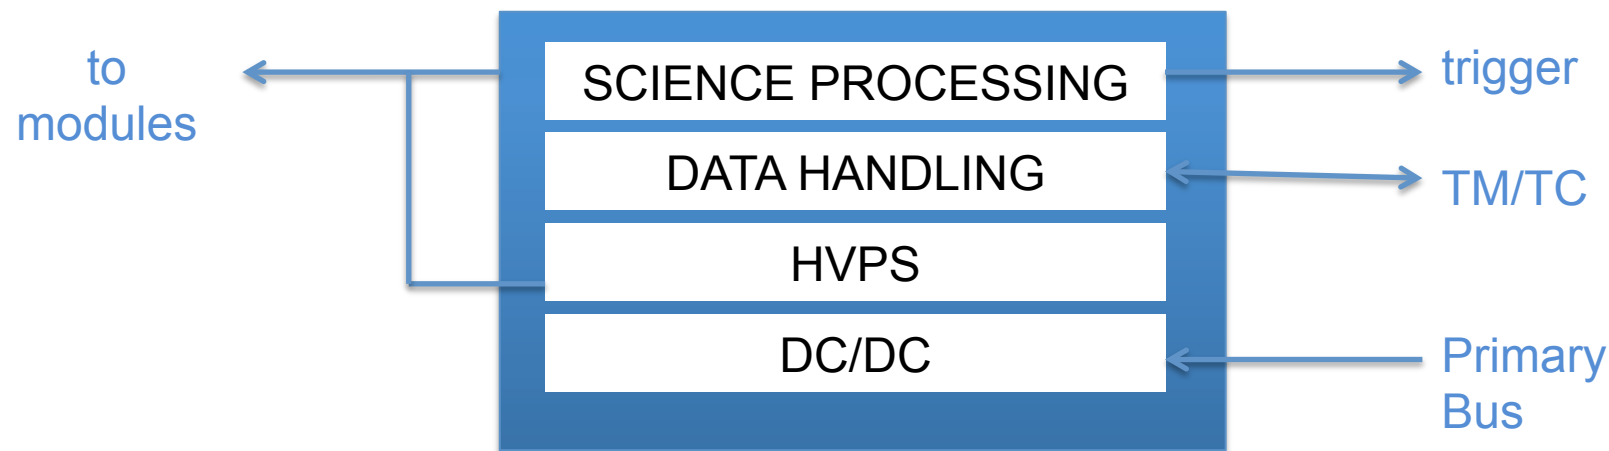 to
modules
SCIENCE PROCESSING
DATA HANDLING
HVPS
DC/DC
trigger
TM/TC
Primary
Bus